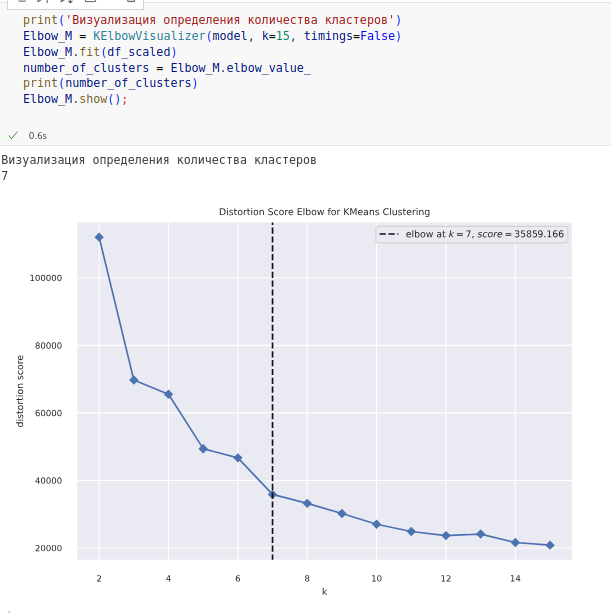 print('Визуализация определения количества кластеров')
Elbow_M = KElbowVisualizer(model, k=15, timings=False)
Elbow_M.fit(df_scaled)
number_of_clusters = Elbow_M.elbow_value_
print(number_of_clusters)
Elbow_M.show();
0.6s
Визуализация определения количества кластеров
7
Distortion Score Elbow for KMeans Clustering
elbow at k = 7, score = 35859.166
100000
80000
60000
40000
20000
distortion score
2 4 6 8 10 12 14
k